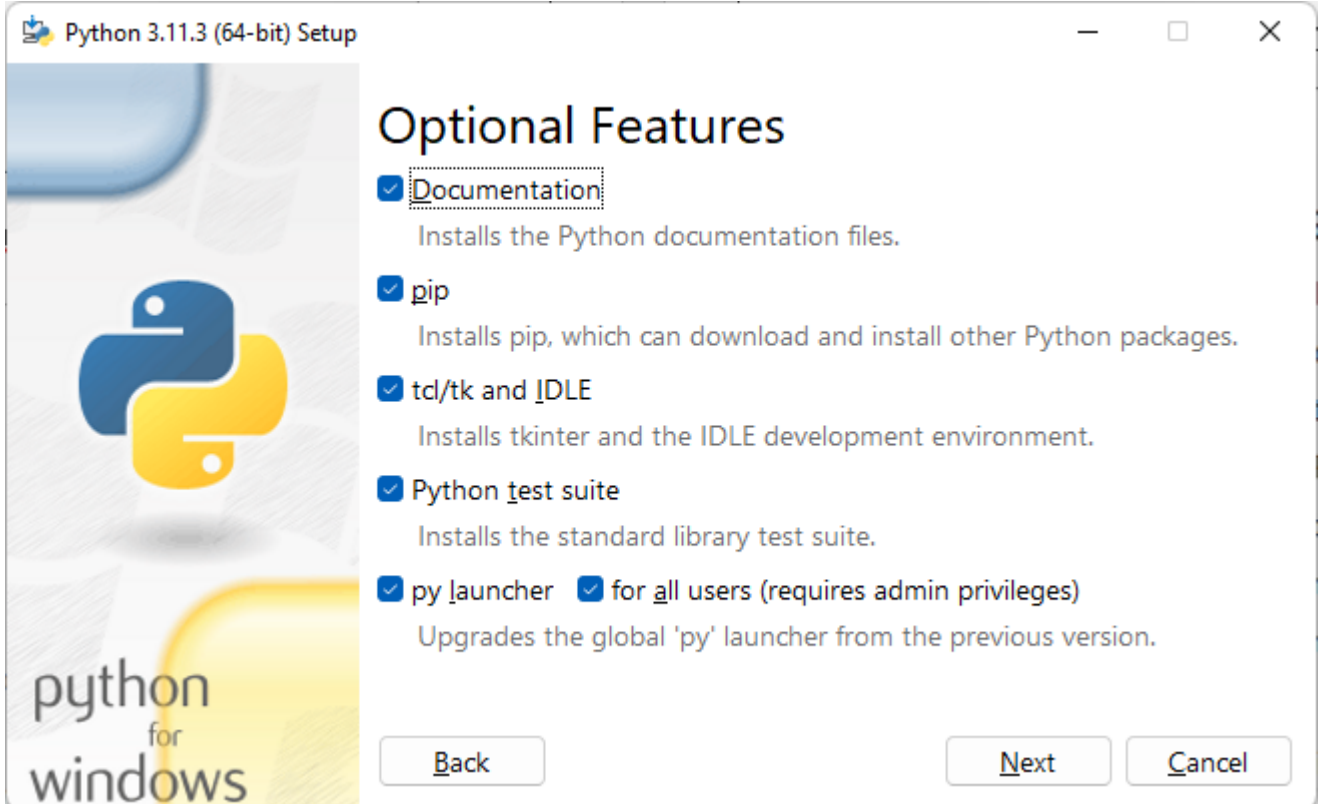 Python 3.11.3 (64-bit) Setup
Optional Features
Documentation
Installs the Python documentation files.
pip
Installs pip, which can download and install other Python packages.
tcl/tk and IDLE
Installs tkinter and the IDLE development environment.
Python test suite
Installs the standard library test suite.
py launcher for all users (requires admin privileges)
Upgrades the global 'py' launcher from the previous version.
python
for
windows
Back Next Cancel